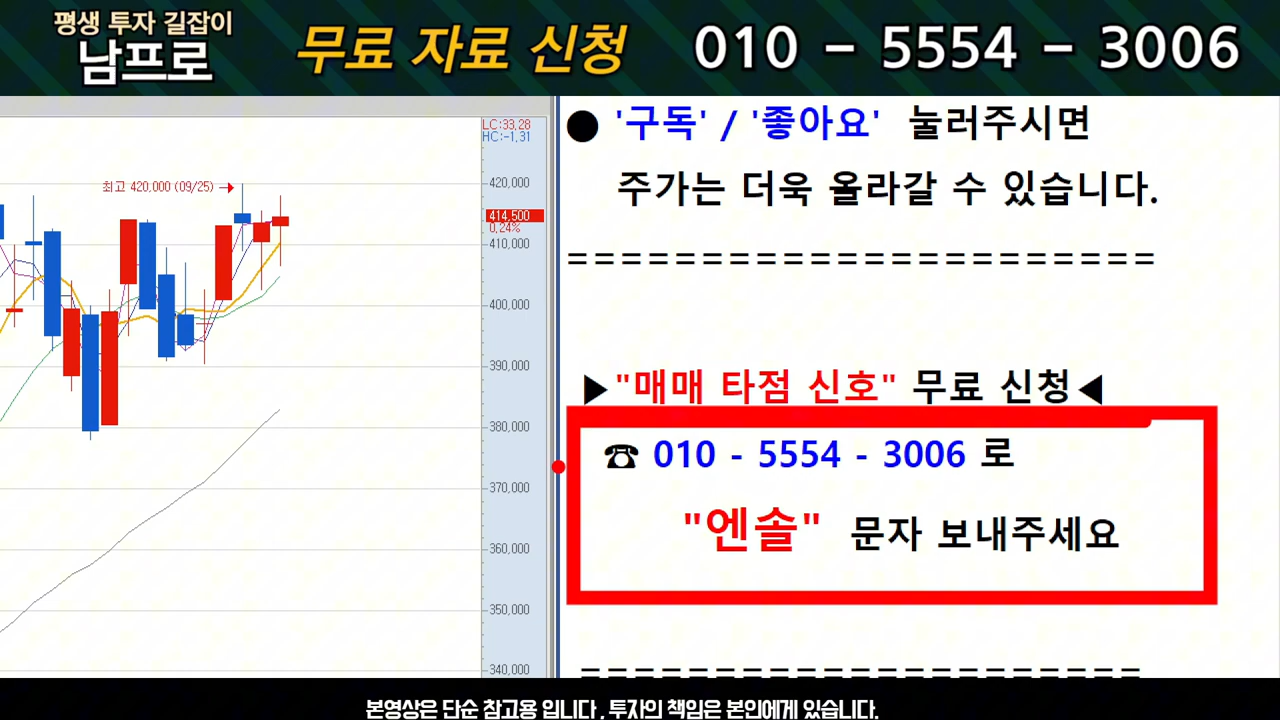 평생 투자 길잡이
남프로
무료 자료 신청
010 - 5554 - 3006
LC:33,28
HC:-1,31
최고 420,000 (09/25)
420,000
414,500
0,24%
410,000
400,000
390,000
380,000
370,000
360,000
350,000
340,000
● '구독' / '좋아요' 눌러주시면
주가는 더욱 올라갈 수 있습니다.
======================
▶"매매 타점 신호" 무료 신청◀
☎ 010 - 5554 - 3006 로
"엔솔" 문자 보내주세요
=====================
본영상은 단순 참고용 입니다, 투자의 책임은 본인에게 있습니다.